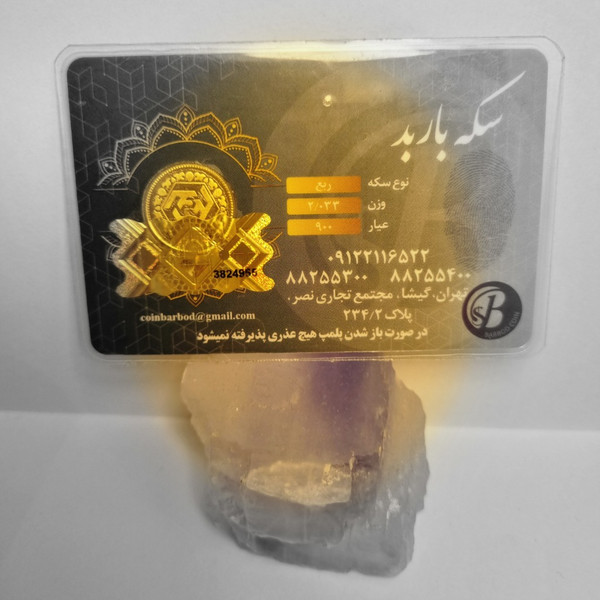 سکه باربد
نوع سکه ربع
وزن ۲/۰۳۳
عیار ۹۰۰
3824955
۰۹۱۲۲۱۱۶۵۲۲
۸۸۲۵۵۳۰۰ ۸۸۲۵۵۴۰۰
تهران، گیشا، مجتمع تجاری نصر،
پلاک ۲۳۴/۲
coinbarbod@gmail.com
در صورت باز شدن پلمپ هیچ عذری پذیرفته نمیشود